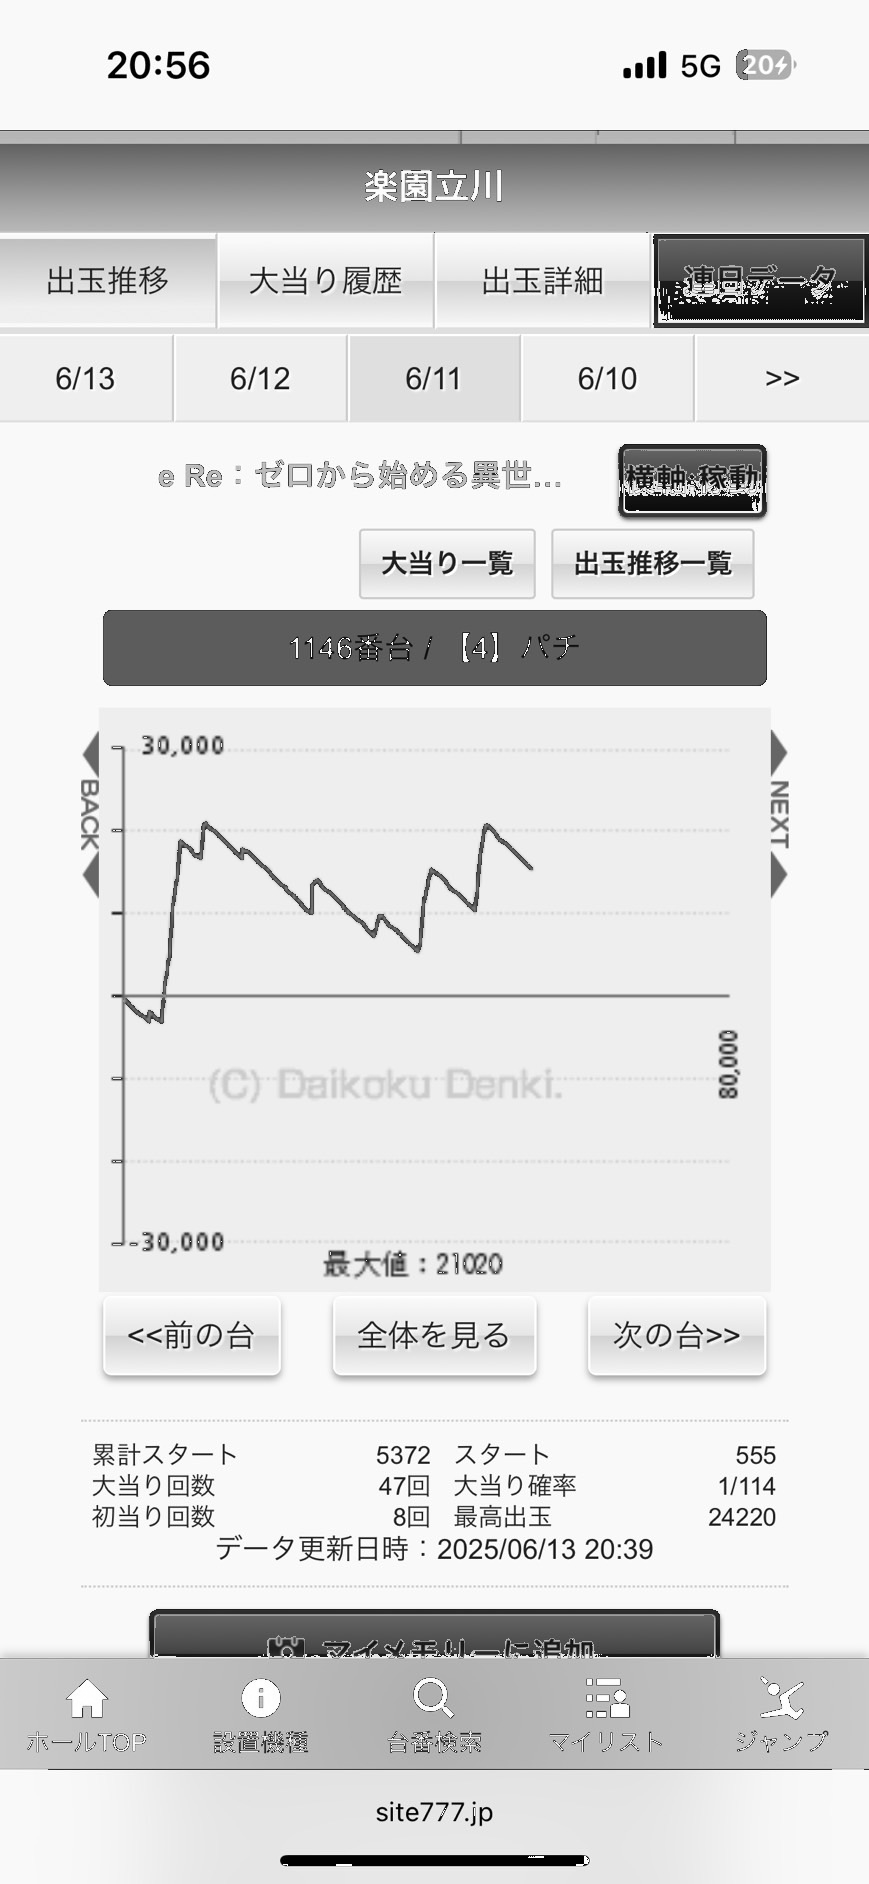 20:56
5G
20
楽園立川
出玉推移 大当り履歴 出玉詳細 連日データ
6/13 6/12 6/11 6/10 >>
e Re：ゼロから始める異世...
横軸:稼動
大当り一覧 出玉推移一覧
1146番台 / 【4】 パチ
30,000
BACK
NEXT
80,000
(C) Daikoku Denki.
-30,000
最大値：21020
<<前の台 全体を見る 次の台>>
累計スタート 5372 スタート 555
大当り回数 47回 大当り確率 1/114
初当り回数 8回 最高出玉 24220
データ更新日時：2025/06/13 20:39
マイメモリーに追加
ホールTOP 設置機種 台番検索 マイリスト ジャンプ
site777.jp